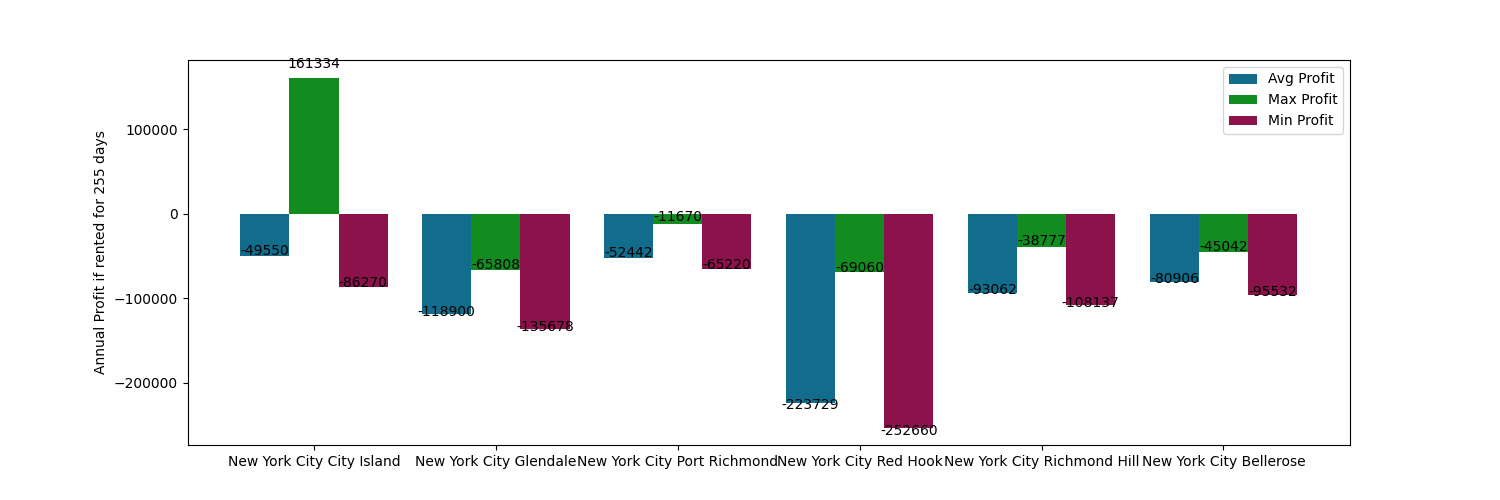 161334
Avg Profit
Max Profit
Min Profit
Annual Profit if rented for 255 days
100000
0
−100000
−200000
-49550
-86270
-118900
-65808
-135678
-52442
-11670
-65220
-223729
-69060
-252660
-93062
-38777
-108137
-80906
-45042
-95532
New York City City Island
New York City Glendale
New York City Port Richmond
New York City Red Hook
New York City Richmond Hill
New York City Bellerose